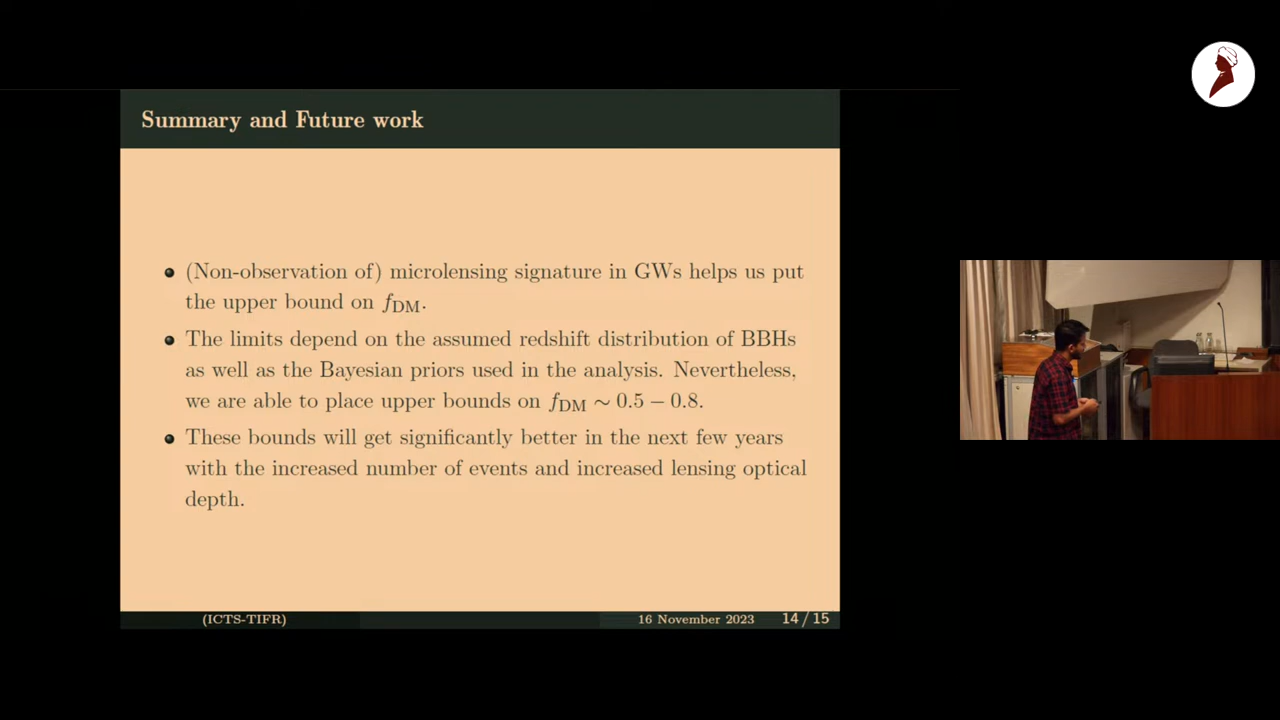 Summary and Future work
(Non-observation of) microlensing signature in GWs helps us put
the upper bound on fDM.
The limits depend on the assumed redshift distribution of BBHs
as well as the Bayesian priors used in the analysis. Nevertheless,
we are able to place upper bounds on fDM ∼ 0.5 − 0.8.
These bounds will get significantly better in the next few years
with the increased number of events and increased lensing optical
depth.
(ICTS-TIFR) 16 November 2023 14 / 15